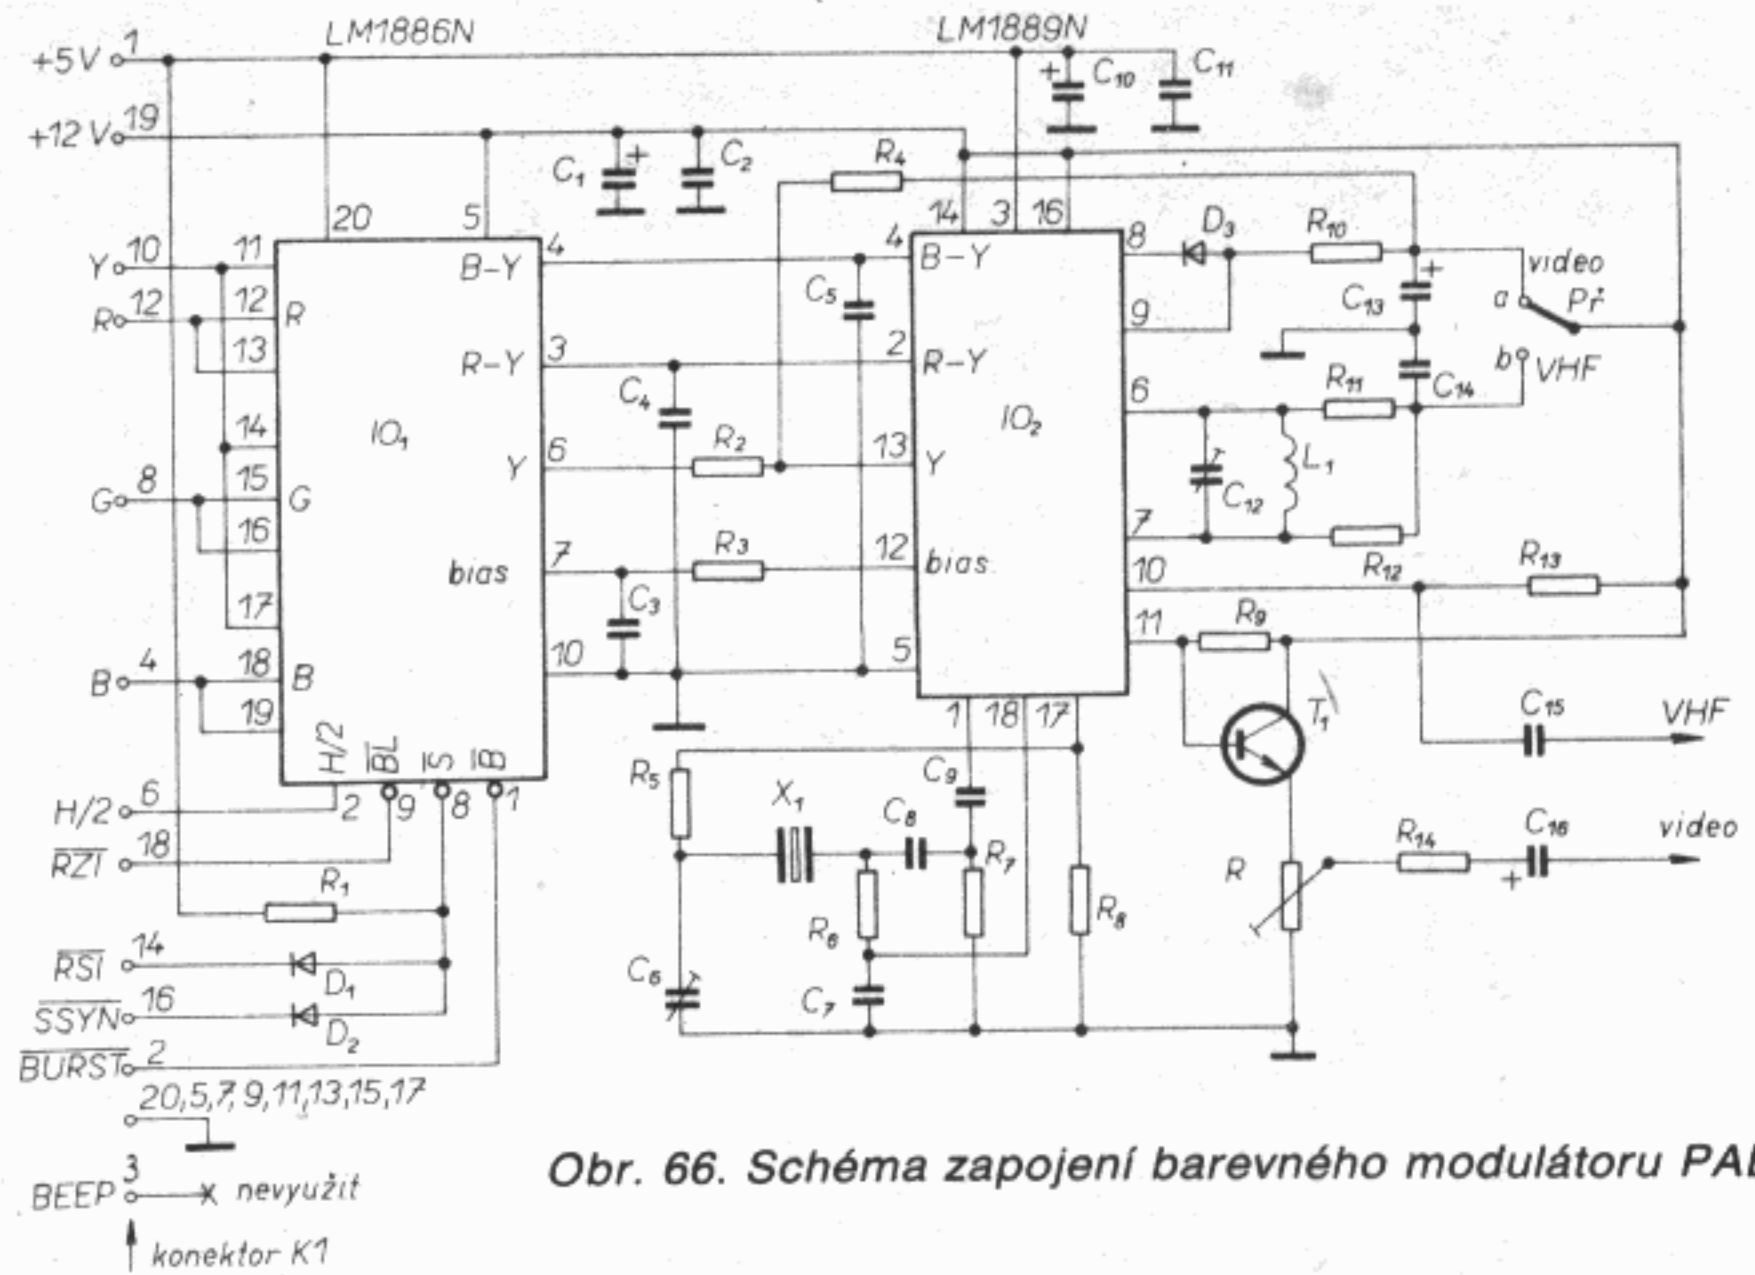 LM1886N
LM1889N
+5V 1
+12V 19
C₁ + C₂
+ C₁₀ C₁₁
R₄
20 5
14 3 16
Y 10
R 12
G 8
B 4
H/2 6
R̅Z̅I̅ 18
R̅S̅I̅ 14
S̅S̅Y̅N̅ 16
B̅U̅R̅S̅T̅ 2
20,5,7,9,11,13,15,17
BEEP 3 x nevyužit
konektor K1
11
12 R
13
14
15 G
16
17
18 B
19
IO₁
B-Y 4
R-Y 3
Y 6
bias 7
10
H/2 B̅L̅ S̅ B̅
2 9 8 1
R₁
D₁
D₂
C₅
C₄
R₂
R₃
C₃
4 B-Y
2 R-Y
13 Y
12 bias
5
IO₂
1 18 17
8
9
6
7
10
11
D₃ R₁₀
+
C₁₃
C₁₄
video
a Př
b VHF
R₁₁
C₁₂ L₁
R₁₂
R₁₃
R₉
T₁
C₁₅ VHF
R₁₄ + C₁₆ video
R
R₅
X₁
C₈
C₉
R₇
R₆
R₈
C₆
C₇
Obr. 66. Schéma zapojení barevného modulátoru PAL